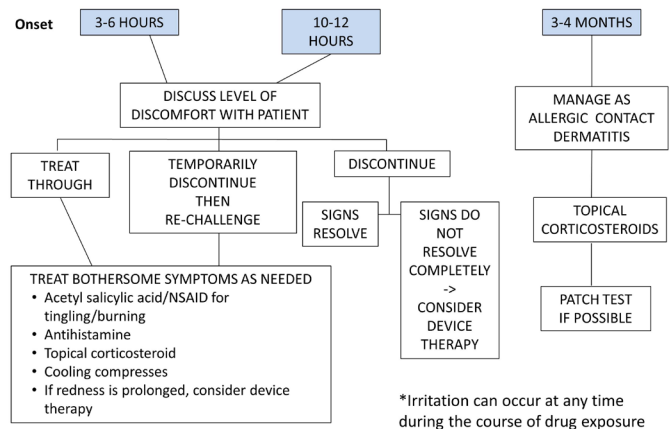 Onset
3-6 HOURS
10-12
HOURS
3-4 MONTHS
DISCUSS LEVEL OF
DISCOMFORT WITH PATIENT
MANAGE AS
ALLERGIC CONTACT
DERMATITIS
TREAT
THROUGH
TEMPORARILY
DISCONTINUE
THEN
RE-CHALLENGE
DISCONTINUE
SIGNS
RESOLVE
SIGNS DO
NOT
RESOLVE
COMPLETELY
->
CONSIDER
DEVICE
THERAPY
TOPICAL
CORTICOSTEROIDS
PATCH TEST
IF POSSIBLE
TREAT BOTHERSOME SYMPTOMS AS NEEDED
• Acetyl salicylic acid/NSAID for
tingling/burning
• Antihistamine
• Topical corticosteroid
• Cooling compresses
• If redness is prolonged, consider device
therapy
*Irritation can occur at any time
during the course of drug exposure